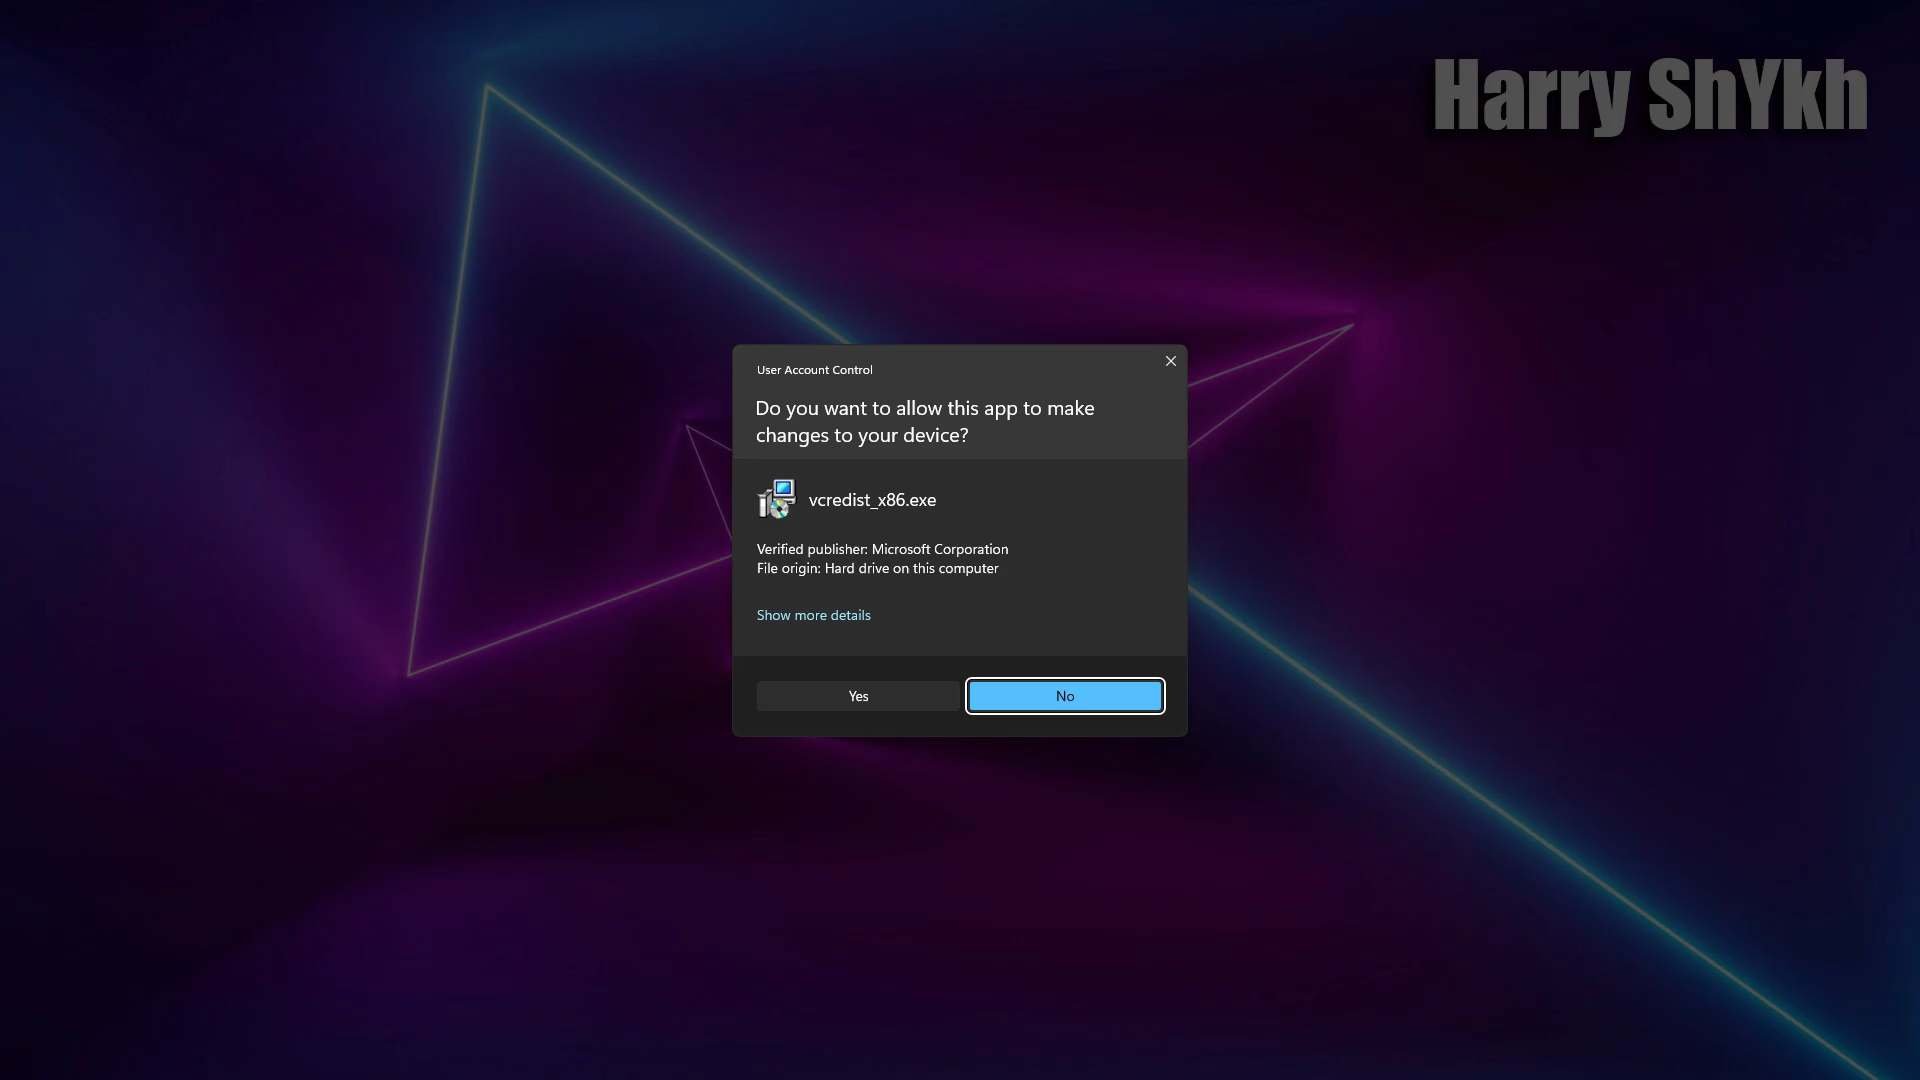 Harry ShYkh
User Account Control
Do you want to allow this app to make
changes to your device?
vcredist_x86.exe
Verified publisher: Microsoft Corporation
File origin: Hard drive on this computer
Show more details
Yes
No